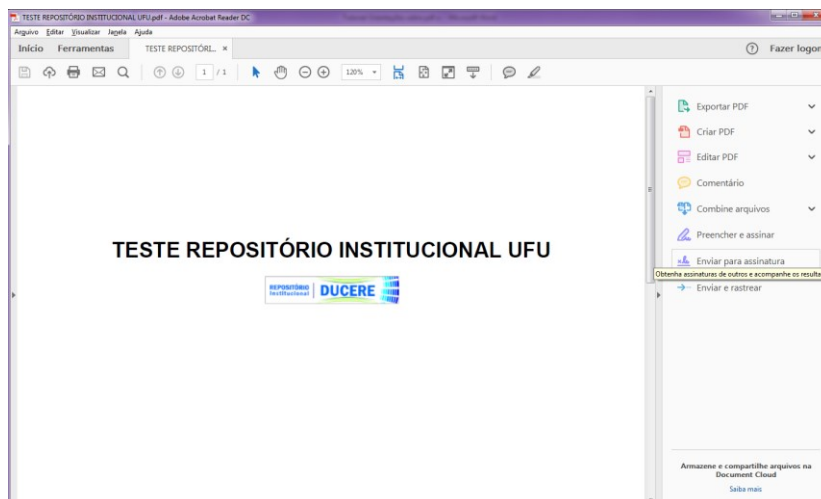 TESTE REPOSITÓRIO INSTITUCIONAL UFU.pdf - Adobe Acrobat Reader DC
Arquivo Editar Visualizar Janela Ajuda
Início Ferramentas TESTE REPOSITÓRI... × Fazer logon
1 / 1 120%
Exportar PDF
Criar PDF
Editar PDF
Comentário
Combine arquivos
Preencher e assinar
TESTE REPOSITÓRIO INSTITUCIONAL UFU
Enviar para assinatura
Obtenha assinaturas de outros e acompanhe os resulta
REPOSITÓRIO
Institucional
DUCERE
Enviar e rastrear
Armazene e compartilhe arquivos na
Document Cloud
Saiba mais